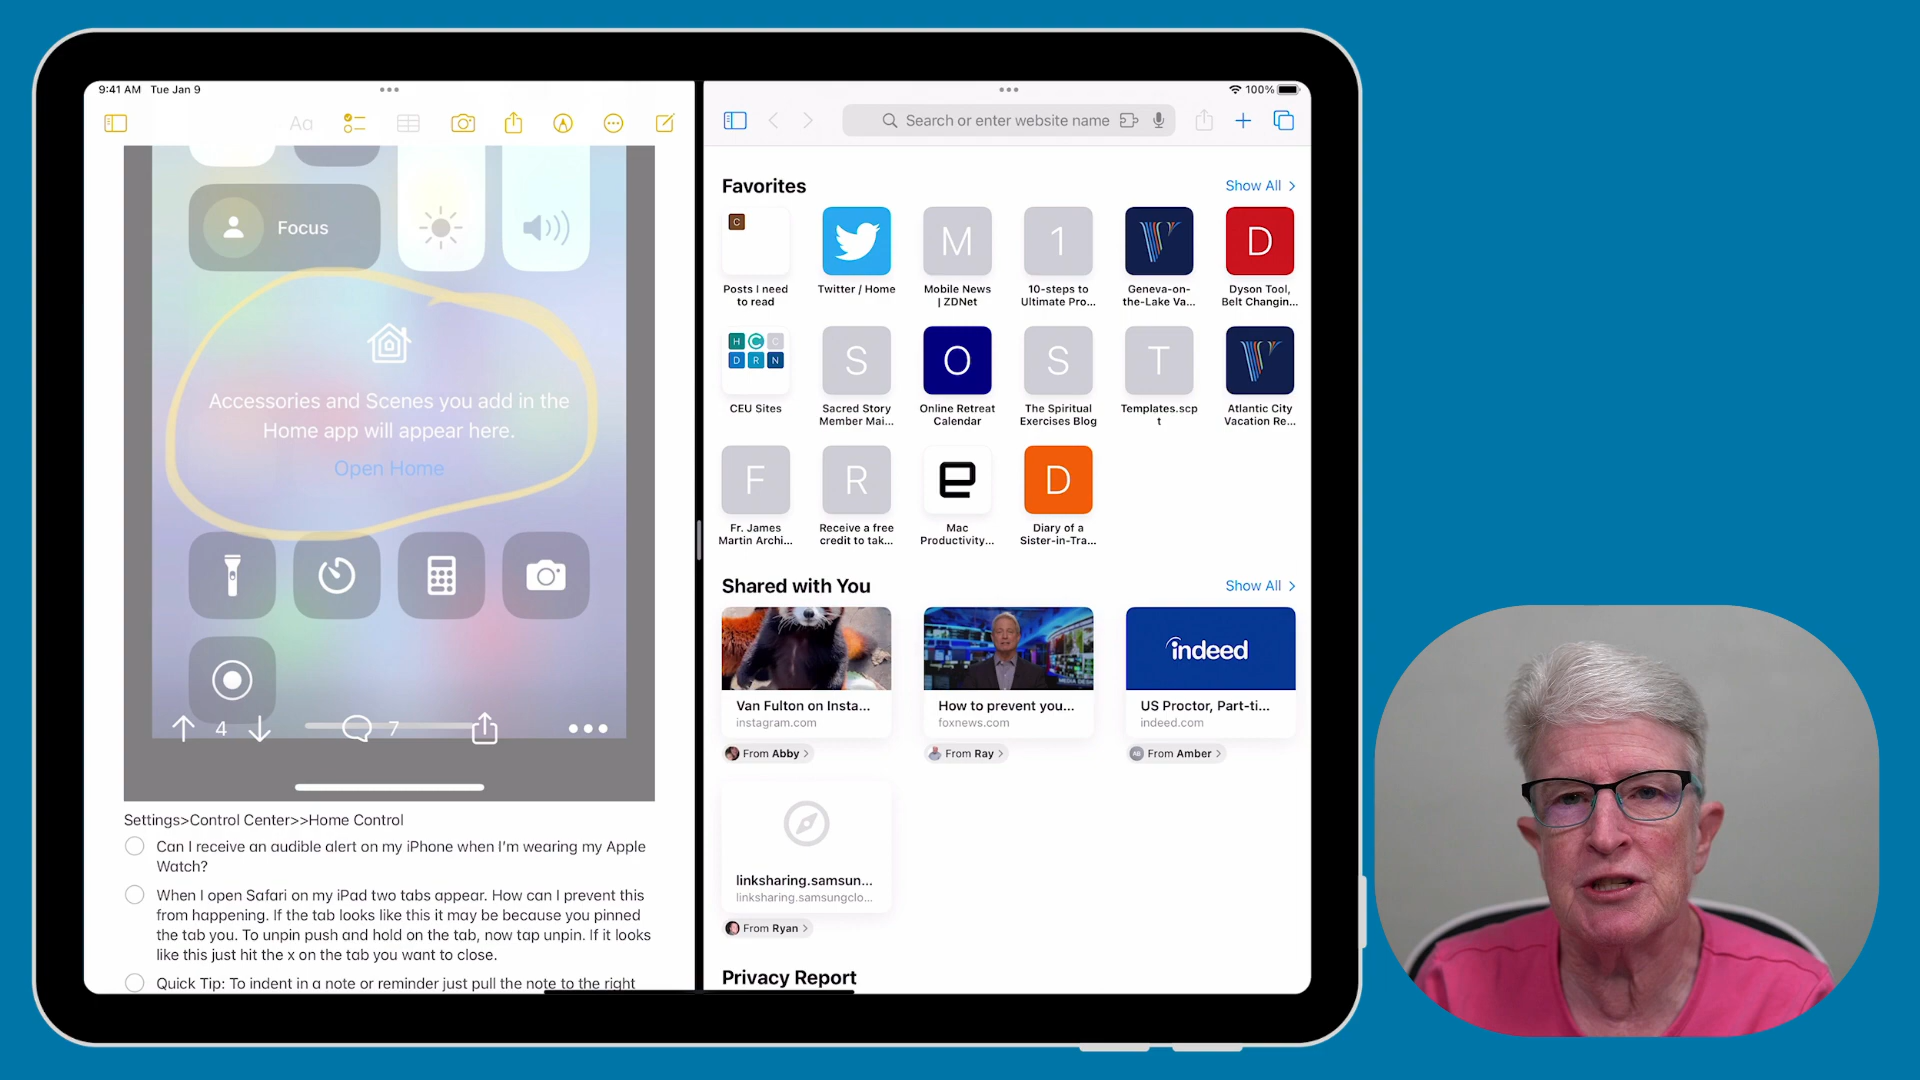 9:41 AM Tue Jan 9
Aa
Focus
Accessories and Scenes you add in the
Home app will appear here.
Open Home
4
7
Settings>Control Center>>Home Control
Can I receive an audible alert on my iPhone when I'm wearing my Apple
Watch?
When I open Safari on my iPad two tabs appear. How can I prevent this
from happening. If the tab looks like this it may be because you pinned
the tab you. To unpin push and hold on the tab, now tap unpin. If it looks
like this just hit the x on the tab you want to close.
Quick Tip: To indent in a note or reminder just pull the note to the right
100%
Search or enter website name
Favorites
Show All
C
M
1
D
Posts I need
to read
Twitter / Home
Mobile News
| ZDNet
10-steps to
Ultimate Pro...
Geneva-on-
the-Lake Va...
Dyson Tool,
Belt Changin...
H C C
D R N
S
O
S
T
CEU Sites
Sacred Story
Member Mai...
Online Retreat
Calendar
The Spiritual
Exercises Blog
Templates.scp
t
Atlantic City
Vacation Re...
F
R
e
D
Fr. James
Martin Archi...
Receive a free
credit to tak...
Mac
Productivity...
Diary of a
Sister-in-Tra...
Shared with You
Show All
MEDIA DESK
indeed
Van Fulton on Insta...
instagram.com
How to prevent you...
foxnews.com
US Proctor, Part-ti...
indeed.com
From Abby
From Ray
AB
From Amber
linksharing.samsun...
linksharing.samsungclo...
From Ryan
Privacy Report